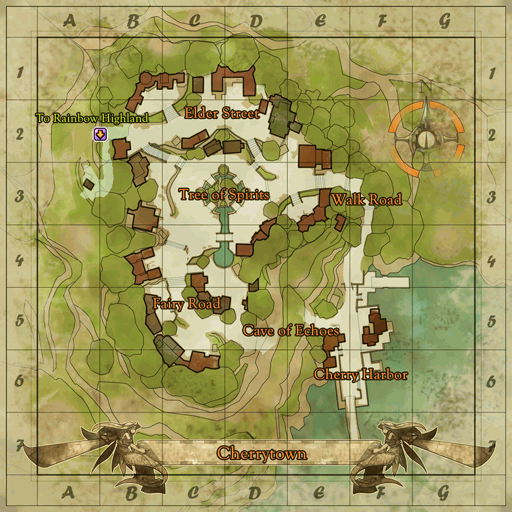 A B C D E F G
1 1
To Rainbow Highland
Elder Street
2 2
Tree of Spirits
Walk Road
3 3
4 4
Fairy Road
5 5
Cave of Echoes
Cherry Harbor
6 6
7 7
Cherrytown
A B C D E F G